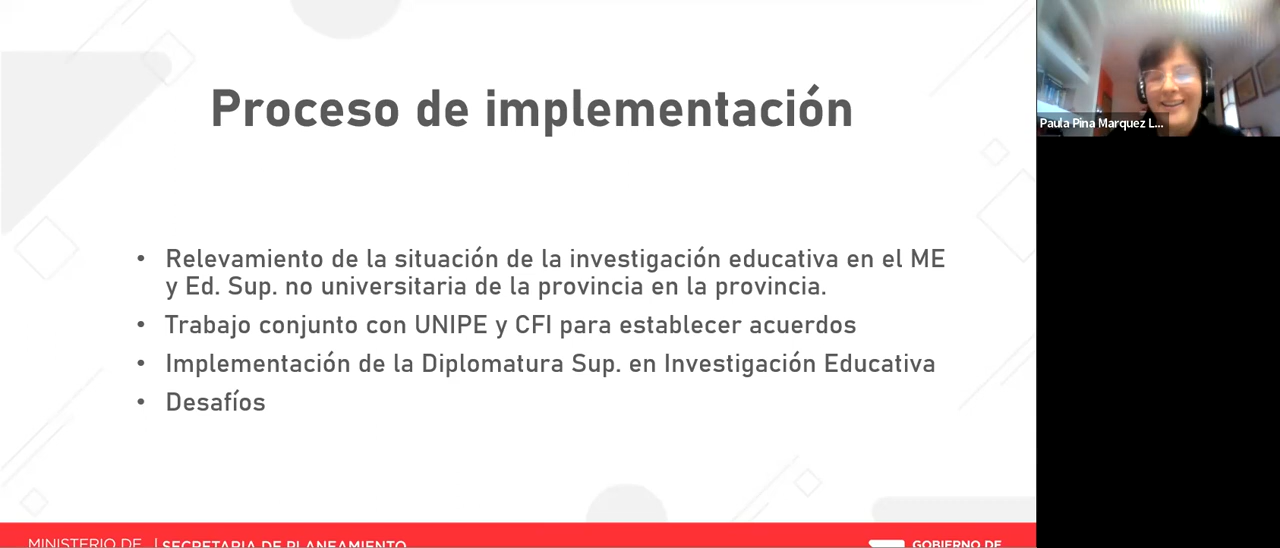 Proceso de implementación
• Relevamiento de la situación de la investigación educativa en el ME
y Ed. Sup. no universitaria de la provincia en la provincia.
• Trabajo conjunto con UNIPE y CFI para establecer acuerdos
• Implementación de la Diplomatura Sup. en Investigación Educativa
• Desafíos
MINISTERIO DE | SECRETARIA DE PLANEAMIENTO
GOBIERNO DE
Paula Pina Marquez L...